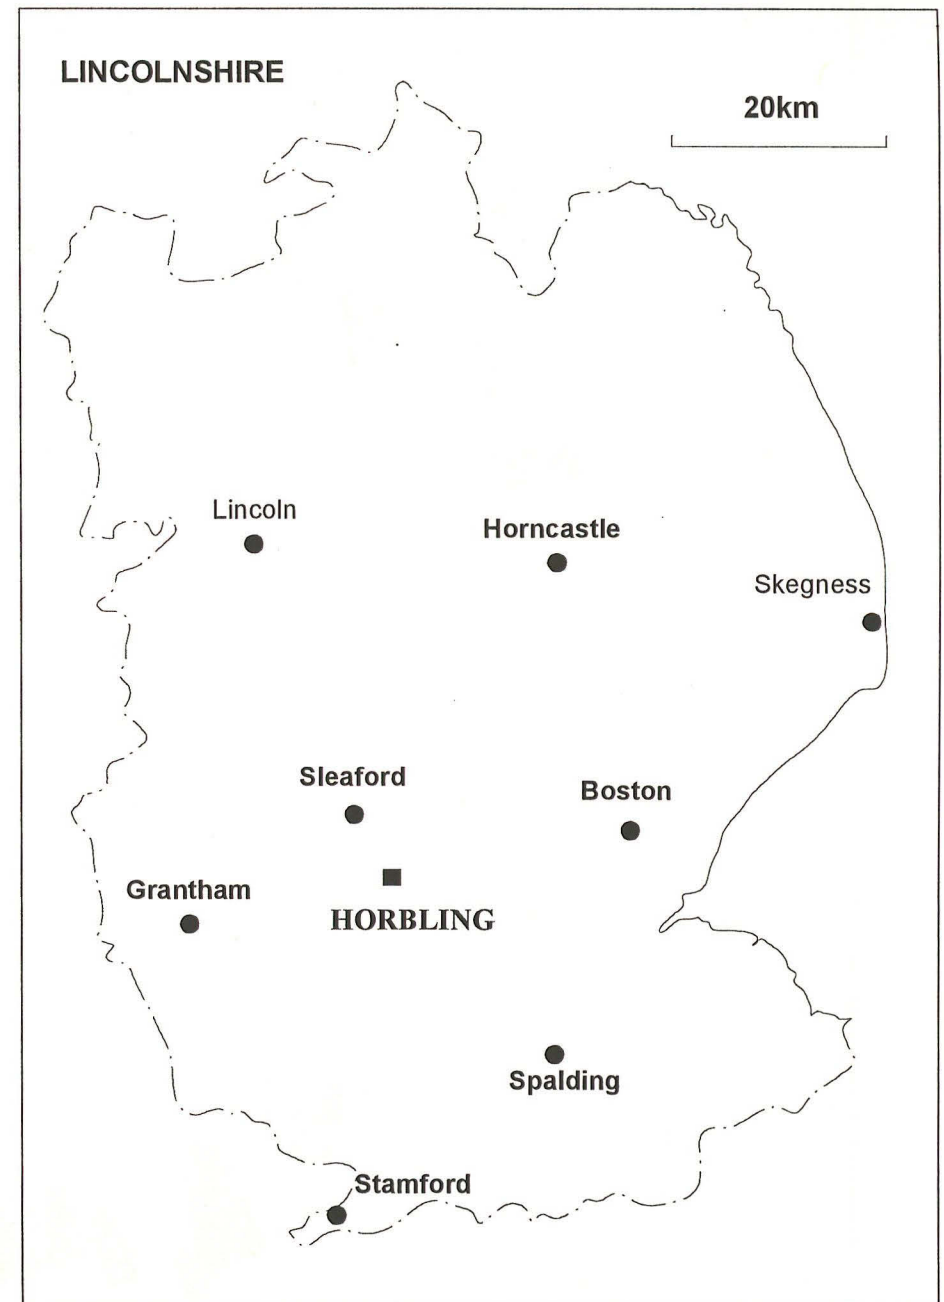 LINCOLNSHIRE
20km
Lincoln
Horncastle
Skegness
Sleaford
Boston
Grantham
HORBLING
Spalding
Stamford